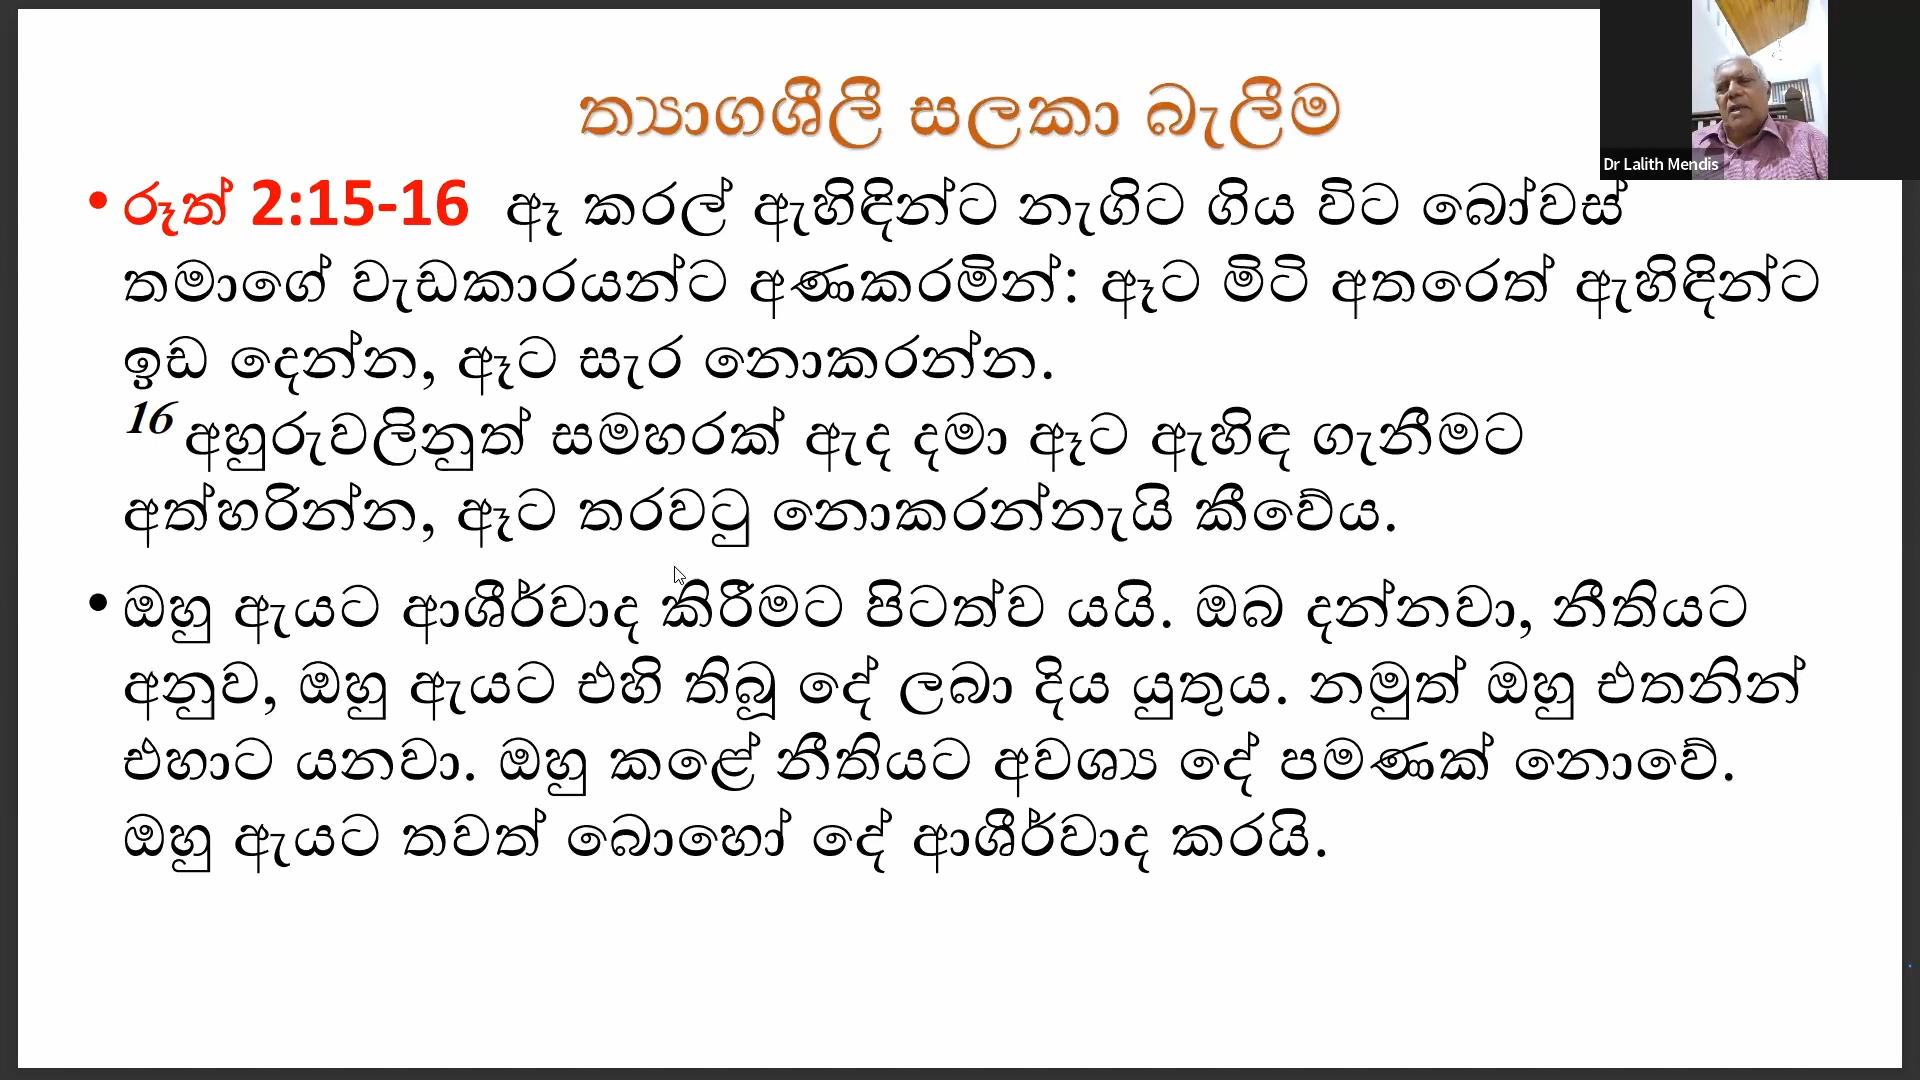 ත්‍යාගශීලී සලකා බැලීම
Dr Lalith Mendis
• රූත් 2:15-16 ඈ කරල් ඇහිඳින්ට නැගිට ගිය විට බෝවස්
තමාගේ වැඩකාරයන්ට අණකරමින්: ඈට මිටි අතරෙත් ඇහිඳින්ට
ඉඩ දෙන්න, ඈට සැර නොකරන්න.
16 අහුරුවලිනුත් සමහරක් ඇද දමා ඈට ඇහිඳ ගැනීමට
අත්හරින්න, ඈට තරවටු නොකරන්නැයි කීවේය.
• ඔහු ඇයට ආශීර්වාද කිරීමට පිටත්ව යයි. ඔබ දන්නවා, නීතියට
අනුව, ඔහු ඇයට එහි තිබූ දේ ලබා දිය යුතුය. නමුත් ඔහු එතනින්
එහාට යනවා. ඔහු කළේ නීතියට අවශ්‍ය දේ පමණක් නොවේ.
ඔහු ඇයට තවත් බොහෝ දේ ආශීර්වාද කරයි.